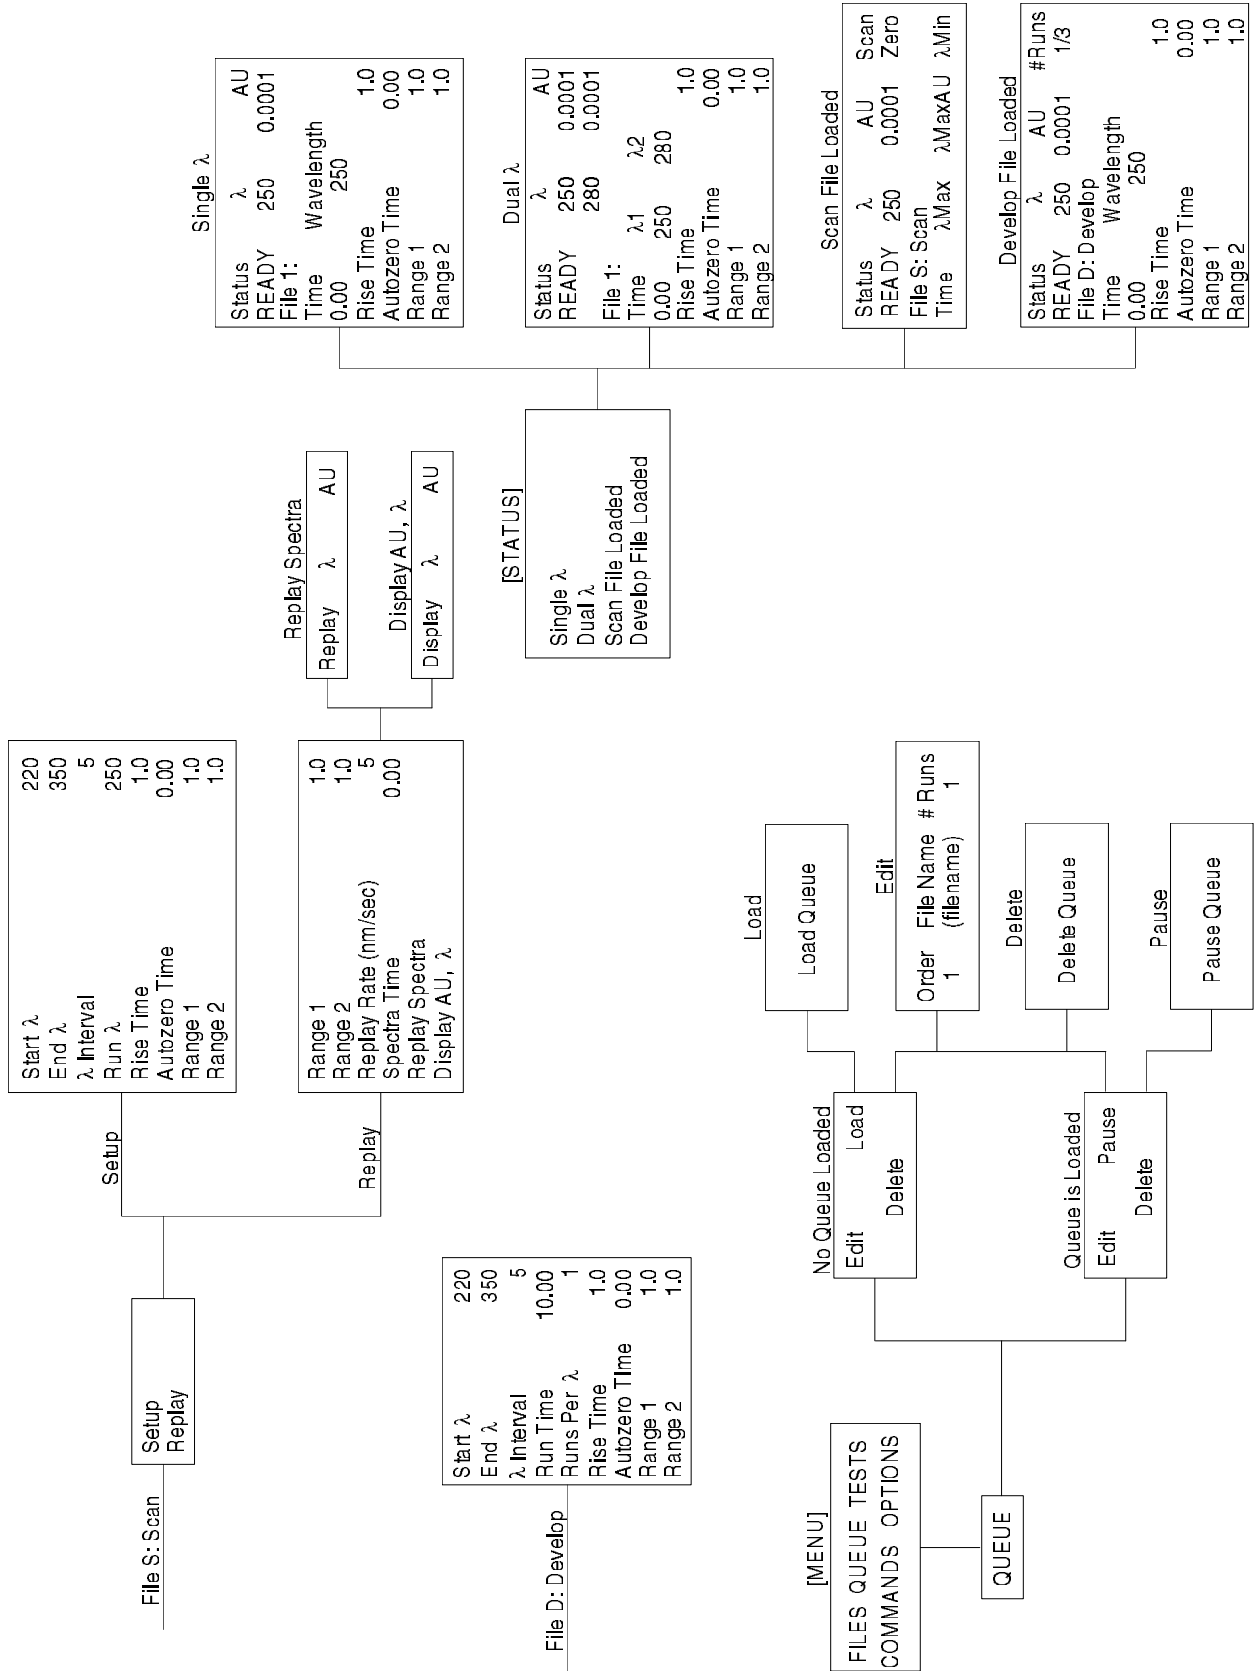 File S: Scan
Setup
Replay
Setup
Start λ 220
End λ 350
λ Interval 5
Run λ 250
Rise Time 1.0
Autozero Time 0.00
Range 1 1.0
Range 2 1.0
Replay
Range 1 1.0
Range 2 1.0
Replay Rate (nm/sec) 5
Spectra Time 0.00
Replay Spectra
Display AU, λ
Replay Spectra
Replay λ AU
Display AU, λ
Display λ AU
File D: Develop
Start λ 220
End λ 350
λ Interval 5
Run Time 10.00
Runs Per λ 1
Rise Time 1.0
Autozero TIme 0.00
Range 1 1.0
Range 2 1.0
[STATUS]
Single λ
Dual λ
Scan File Loaded
Develop File Loaded
Single λ
Status λ AU
READY 250 0.0001
File 1:
Time Wavelength
0.00 250
Rise Time 1.0
Autozero Time 0.00
Range 1 1.0
Range 2 1.0
Dual λ
Status λ AU
READY 250 0.0001
280 0.0001
File 1:
Time λ1 λ2
0.00 250 280
Rise Time 1.0
Autozero Time 0.00
Range 1 1.0
Range 2 1.0
Scan File Loaded
Status λ AU Scan
READY 250 0.0001 Zero
File S: Scan
Time λMax λMaxAU λMin
Develop File Loaded
Status λ AU #Runs
READY 250 0.0001 1/3
File D: Develop
Time Wavelength
0.00 250
Rise Time 1.0
Autozero Time 0.00
Range 1 1.0
Range 2 1.0
[MENU]
FILES QUEUE TESTS
COMMANDS OPTIONS
QUEUE
No Queue Loaded
Edit Load
Delete
Queue is Loaded
Edit Pause
Delete
Load
Load Queue
Edit
Order File Name # Runs
1 (filename) 1
Delete
Delete Queue
Pause
Pause Queue